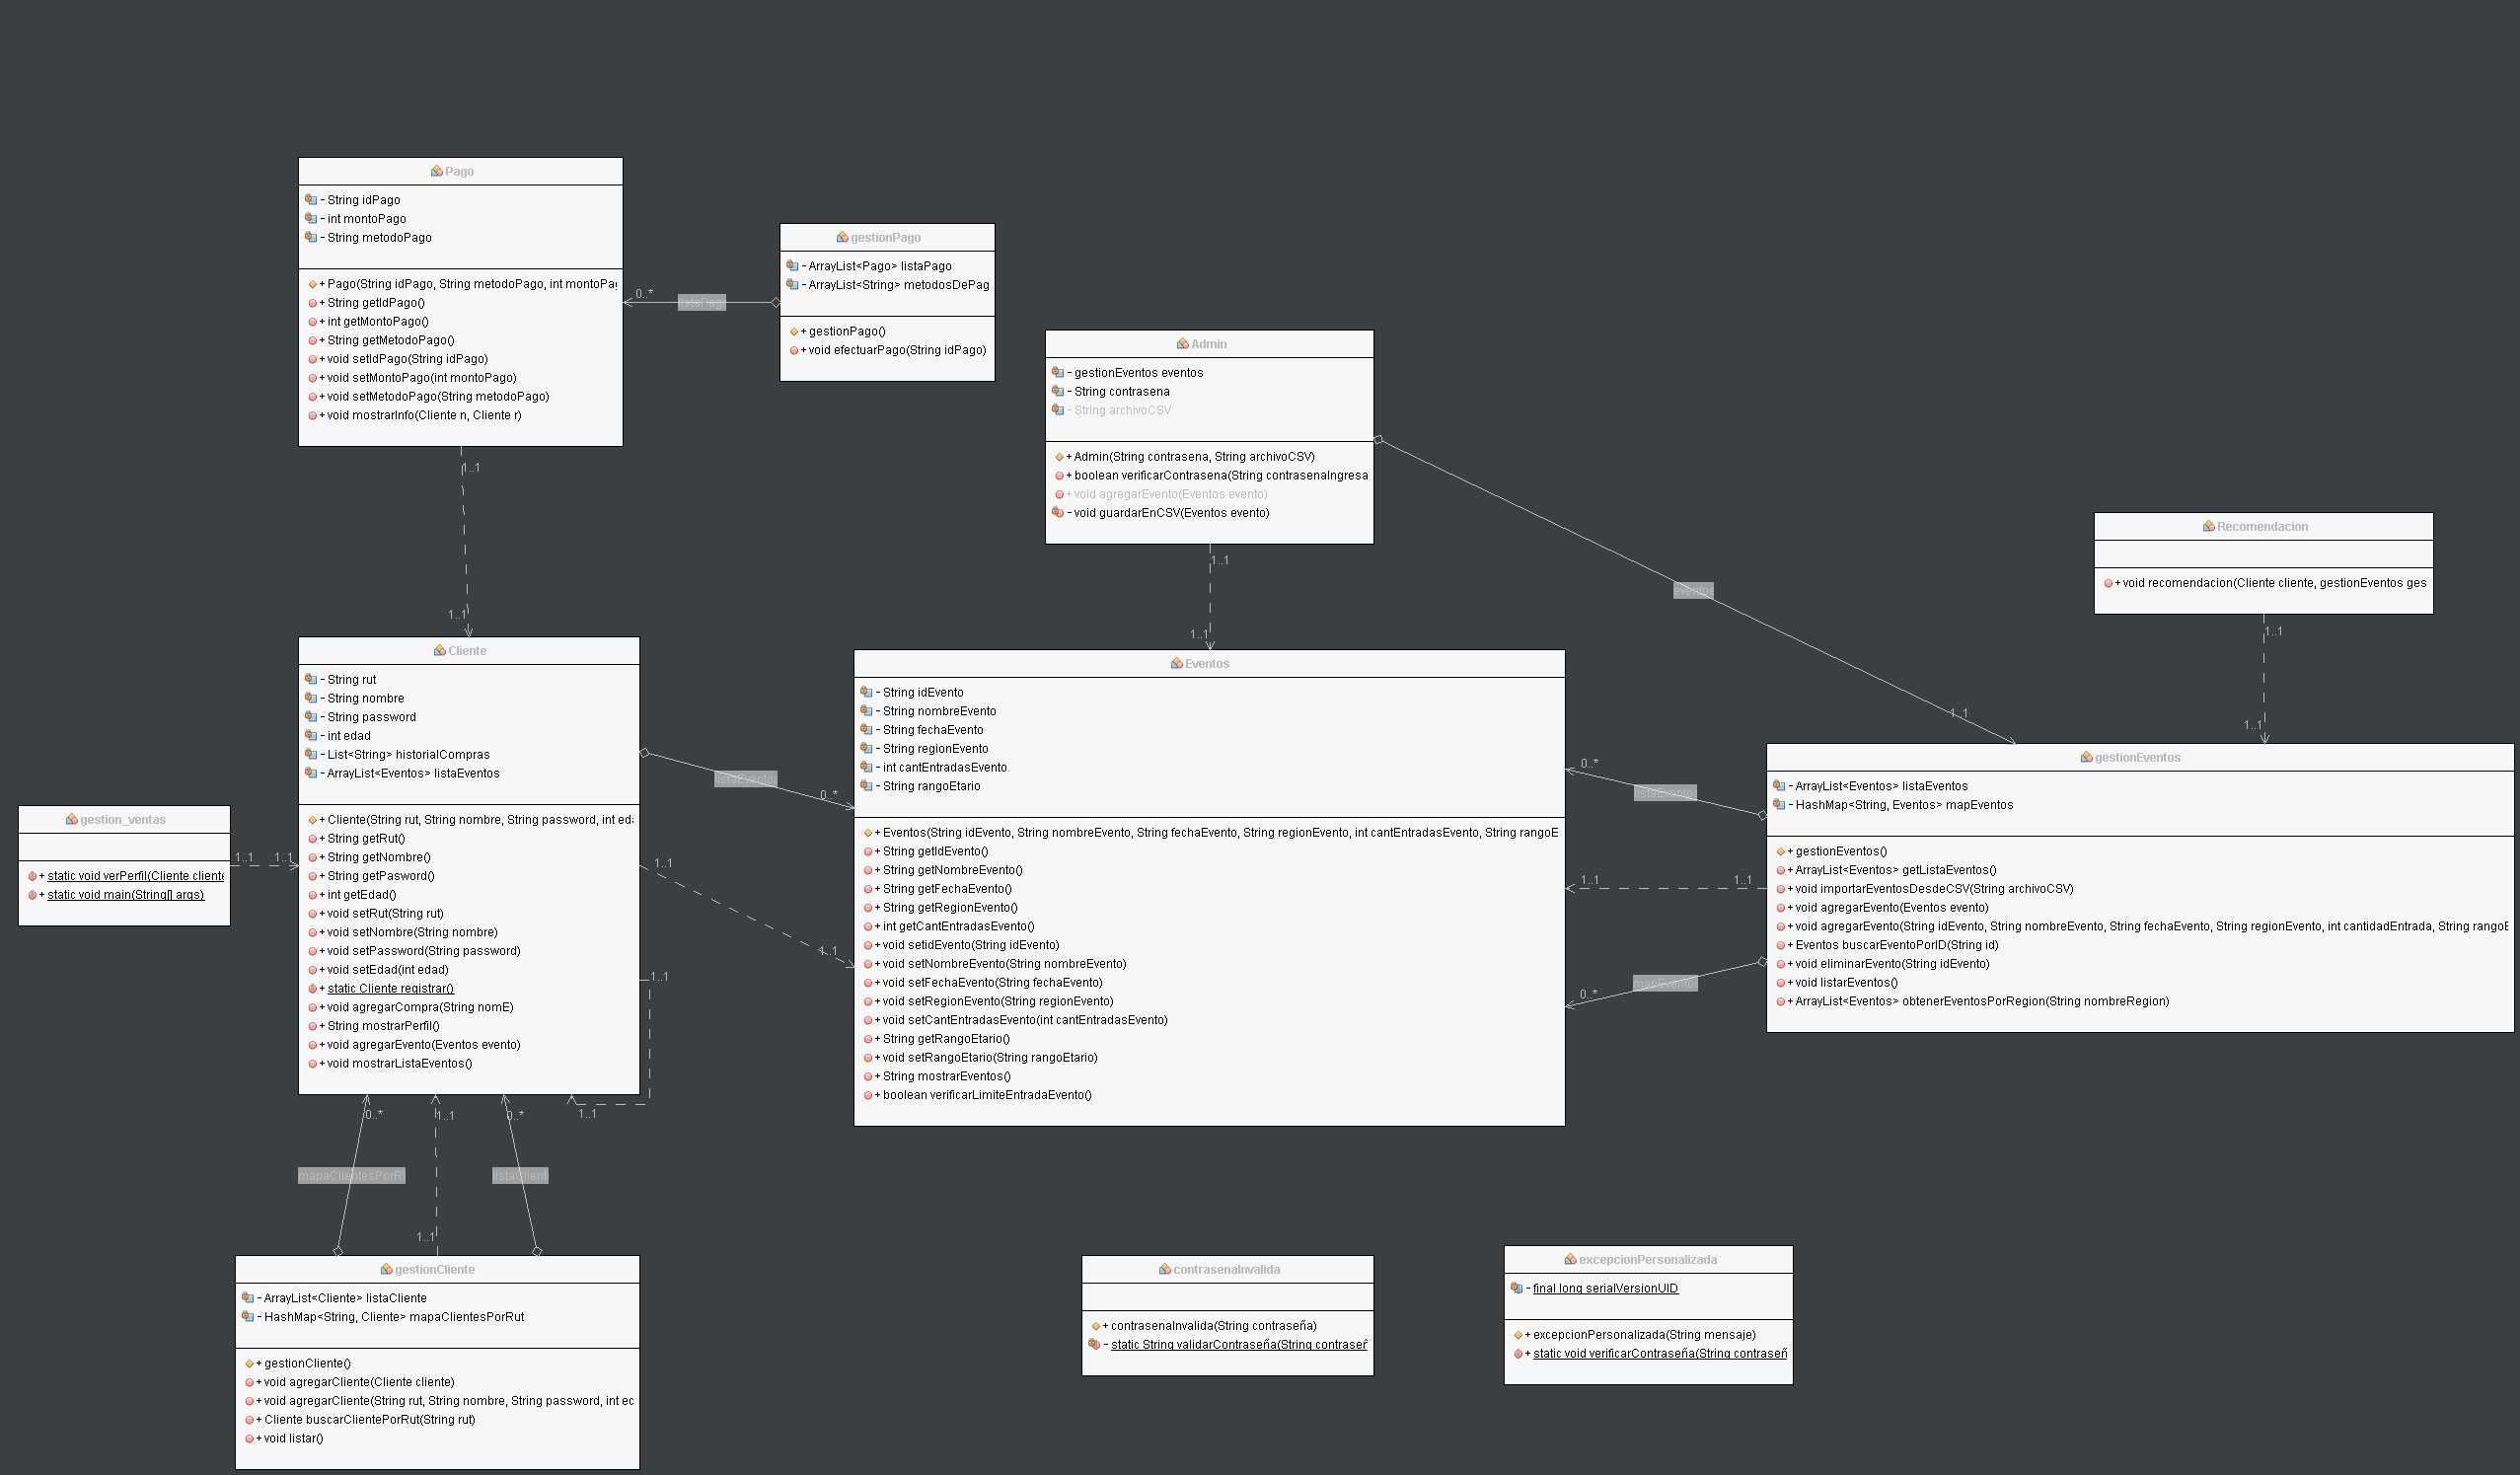 Pago
- String idPago
- int montoPago
- String metodoPago
+ Pago(String idPago, String metodoPago, int montoPa
+ String getIdPago()
+ int getMontoPago()
+ String getMetodoPago()
+ void setIdPago(String idPago)
+ void setMontoPago(int montoPago)
+ void setMetodoPago(String metodoPago)
+ void mostrarInfo(Cliente n, Cliente r)
gestionPago
- ArrayList<Pago> listaPago
- ArrayList<String> metodosDePag
+ gestionPago()
+ void efectuarPago(String idPago)
0..*
listaPago
Admin
- gestionEventos eventos
- String contrasena
- String archivoCSV
+ Admin(String contrasena, String archivoCSV)
+ boolean verificarContrasena(String contrasenaIngresa
+ void agregarEvento(Eventos evento)
- void guardarEnCSV(Eventos evento)
1..1
1..1
1..1
1..1
eventos
1..1
Recomendacion
+ void recomendacion(Cliente cliente, gestionEventos ges
1..1
1..1
Cliente
- String rut
- String nombre
- String password
- int edad
- List<String> historialCompras
- ArrayList<Eventos> listaEventos
+ Cliente(String rut, String nombre, String password, int eda
+ String getRut()
+ String getNombre()
+ String getPasword()
+ int getEdad()
+ void setRut(String rut)
+ void setNombre(String nombre)
+ void setPassword(String password)
+ void setEdad(int edad)
+ static Cliente registrar()
+ void agregarCompra(String nomE)
+ String mostrarPerfil()
+ void agregarEvento(Eventos evento)
+ void mostrarListaEventos()
gestion_ventas
+ static void verPerfil(Cliente cliente
+ static void main(String[] args)
1..1
1..1
listaEventos
0..*
1..1
1..1
1..1
1..1
Eventos
- String idEvento
- String nombreEvento
- String fechaEvento
- String regionEvento
- int cantEntradasEvento
- String rangoEtario
+ Eventos(String idEvento, String nombreEvento, String fechaEvento, String regionEvento, int cantEntradasEvento, String rangoE
+ String getIdEvento()
+ String getNombreEvento()
+ String getFechaEvento()
+ String getRegionEvento()
+ int getCantEntradasEvento()
+ void setidEvento(String idEvento)
+ void setNombreEvento(String nombreEvento)
+ void setFechaEvento(String fechaEvento)
+ void setRegionEvento(String regionEvento)
+ void setCantEntradasEvento(int cantEntradasEvento)
+ String getRangoEtario()
+ void setRangoEtario(String rangoEtario)
+ String mostrarEventos()
+ boolean verificarLimiteEntradaEvento()
0..*
listaEventos
1..1
1..1
mapEventos
0..*
gestionEventos
- ArrayList<Eventos> listaEventos
- HashMap<String, Eventos> mapEventos
+ gestionEventos()
+ ArrayList<Eventos> getListaEventos()
+ void importarEventosDesdeCSV(String archivoCSV)
+ void agregarEvento(Eventos evento)
+ void agregarEvento(String idEvento, String nombreEvento, String fechaEvento, String regionEvento, int cantidadEntrada, String rangoE
+ Eventos buscarEventoPorID(String id)
+ void eliminarEvento(String idEvento)
+ void listarEventos()
+ ArrayList<Eventos> obtenerEventosPorRegion(String nombreRegion)
0..*
1..1
0..*
mapaClientesPorR
listaClient
1..1
gestionCliente
- ArrayList<Cliente> listaCliente
- HashMap<String, Cliente> mapaClientesPorRut
+ gestionCliente()
+ void agregarCliente(Cliente cliente)
+ void agregarCliente(String rut, String nombre, String password, int ec
+ Cliente buscarClientePorRut(String rut)
+ void listar()
contrasenaInvalida
+ contrasenaInvalida(String contraseña)
- static String validarContraseña(String contraseñ
excepcionPersonalizada
- final long serialVersionUID
+ excepcionPersonalizada(String mensaje)
+ static void verificarContraseña(String contraseñ